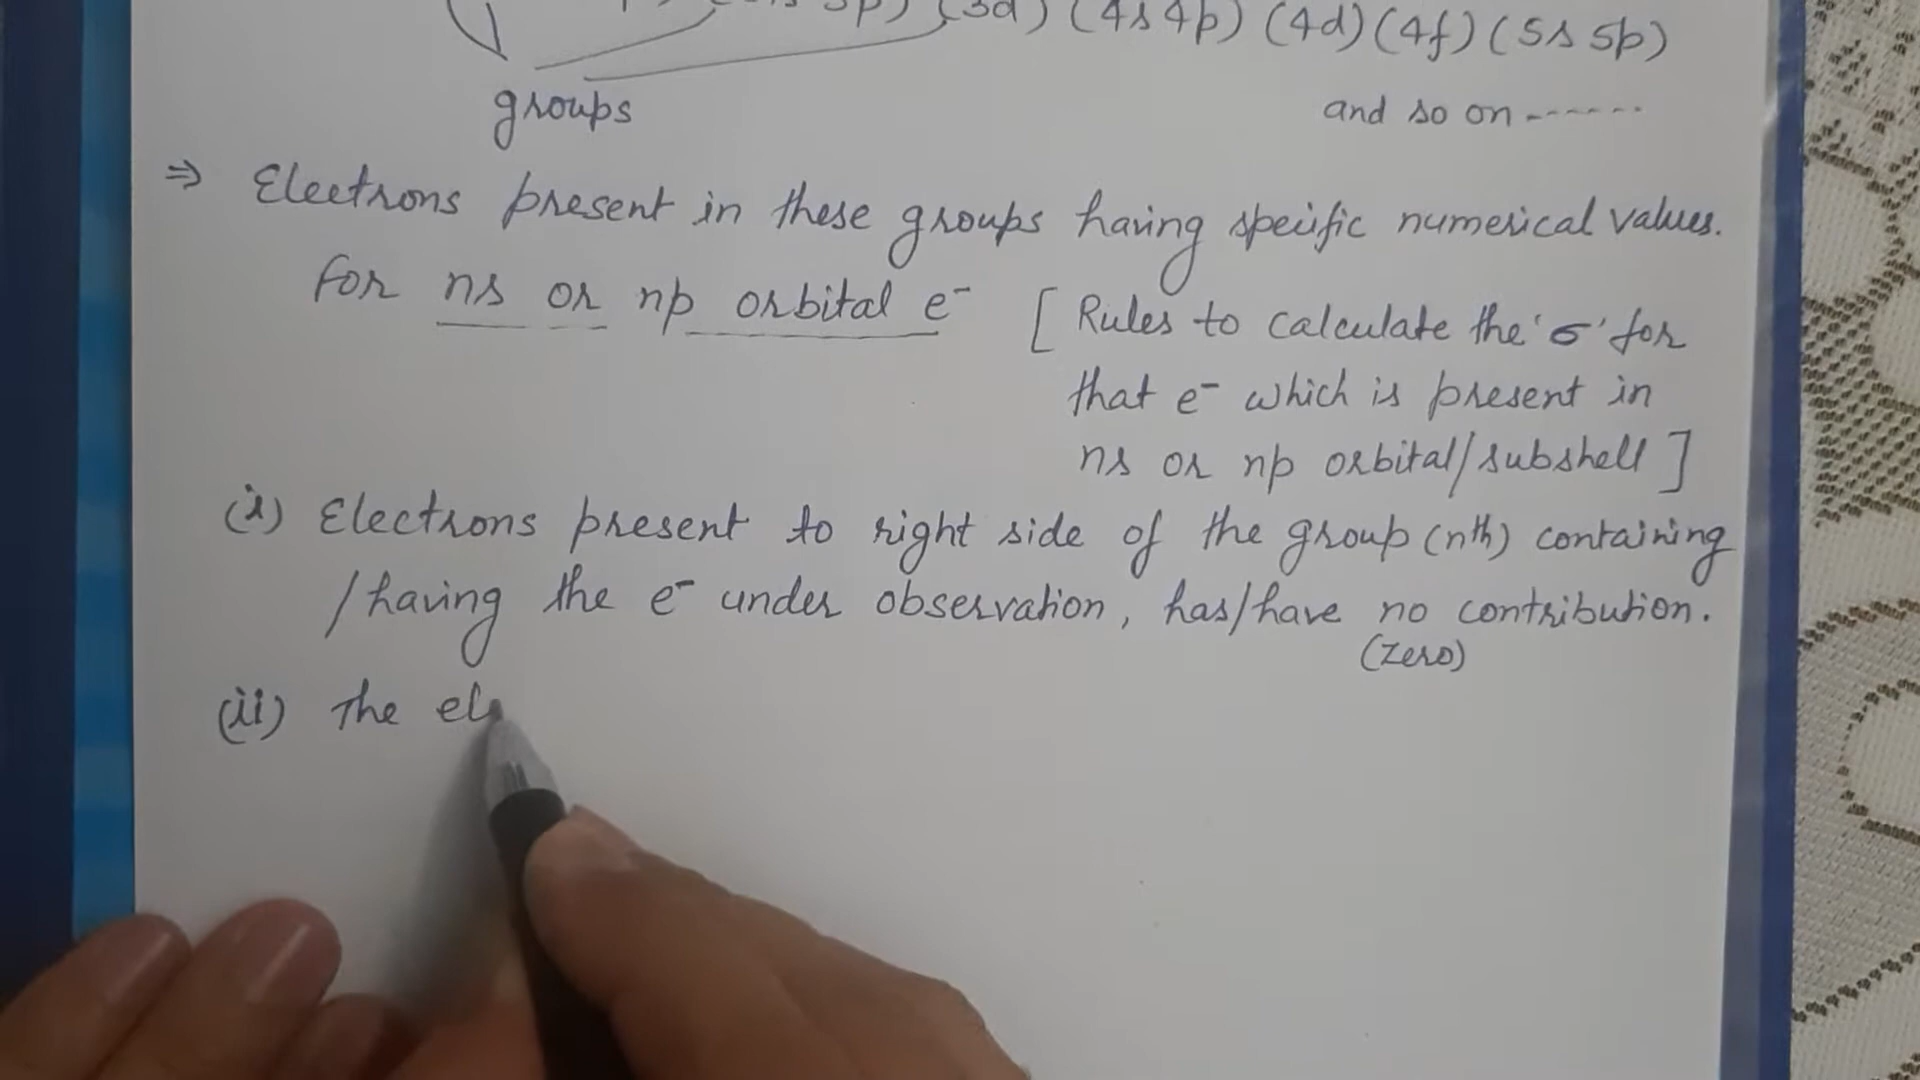 (3d) (4s 4p) (4d) (4f) (5s 5p)
groups
and so on ------
⇒ Electrons present in these groups having specific numerical values.
For ns or np orbital e⁻ [ Rules to calculate the 'σ' for
that e⁻ which is present in
ns or np orbital/subshell ]
(i) Electrons present to right side of the group (nth) containing
/having the e⁻ under observation, has/have no contribution.
(zero)
(ii) The ele